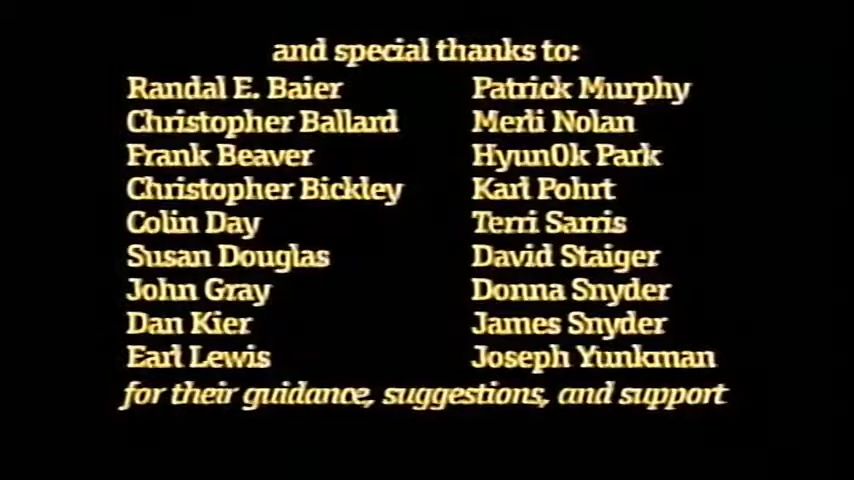 and special thanks to:
Randal E. Baier
Christopher Ballard
Frank Beaver
Christopher Bickley
Colin Day
Susan Douglas
John Gray
Dan Kier
Earl Lewis
Patrick Murphy
Merli Nolan
HyunOk Park
Karl Pohrt
Terri Sarris
David Staiger
Donna Snyder
James Snyder
Joseph Yunkman
for their guidance, suggestions, and support